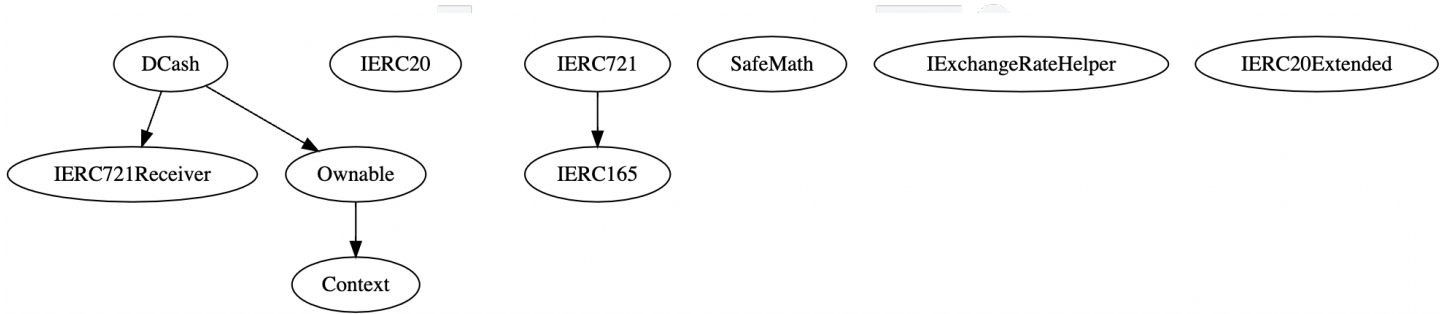 DCash IERC20 IERC721 SafeMath IExchangeRateHelper IERC20Extended
IERC721Receiver Ownable IERC165
Context